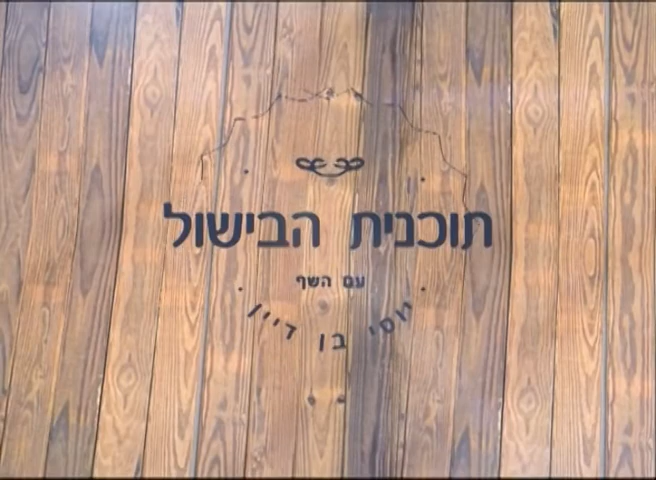 תוכנית הבישול
עם השף
יוסי בן דיין